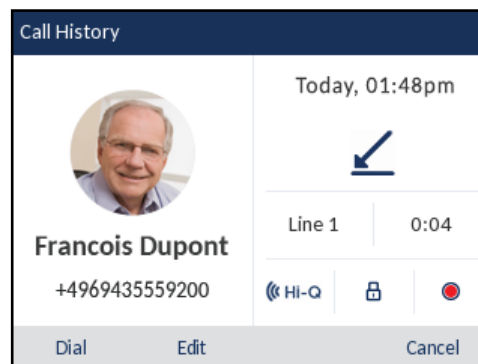 Call History
Francois Dupont
+4969435559200
Today, 01:48pm
Line 1 0:04
Hi-Q
Dial Edit Cancel